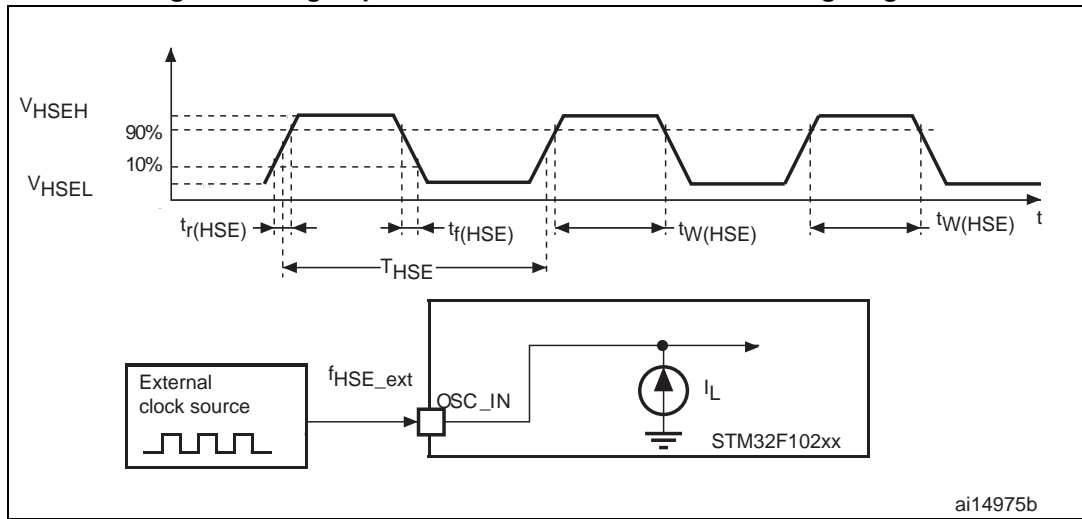 VHSEH
90%
10%
VHSEL
tr(HSE)
tf(HSE)
tW(HSE)
tW(HSE)
t
THSE
External
clock source
fHSE_ext
OSC_IN
IL
STM32F102xx
ai14975b